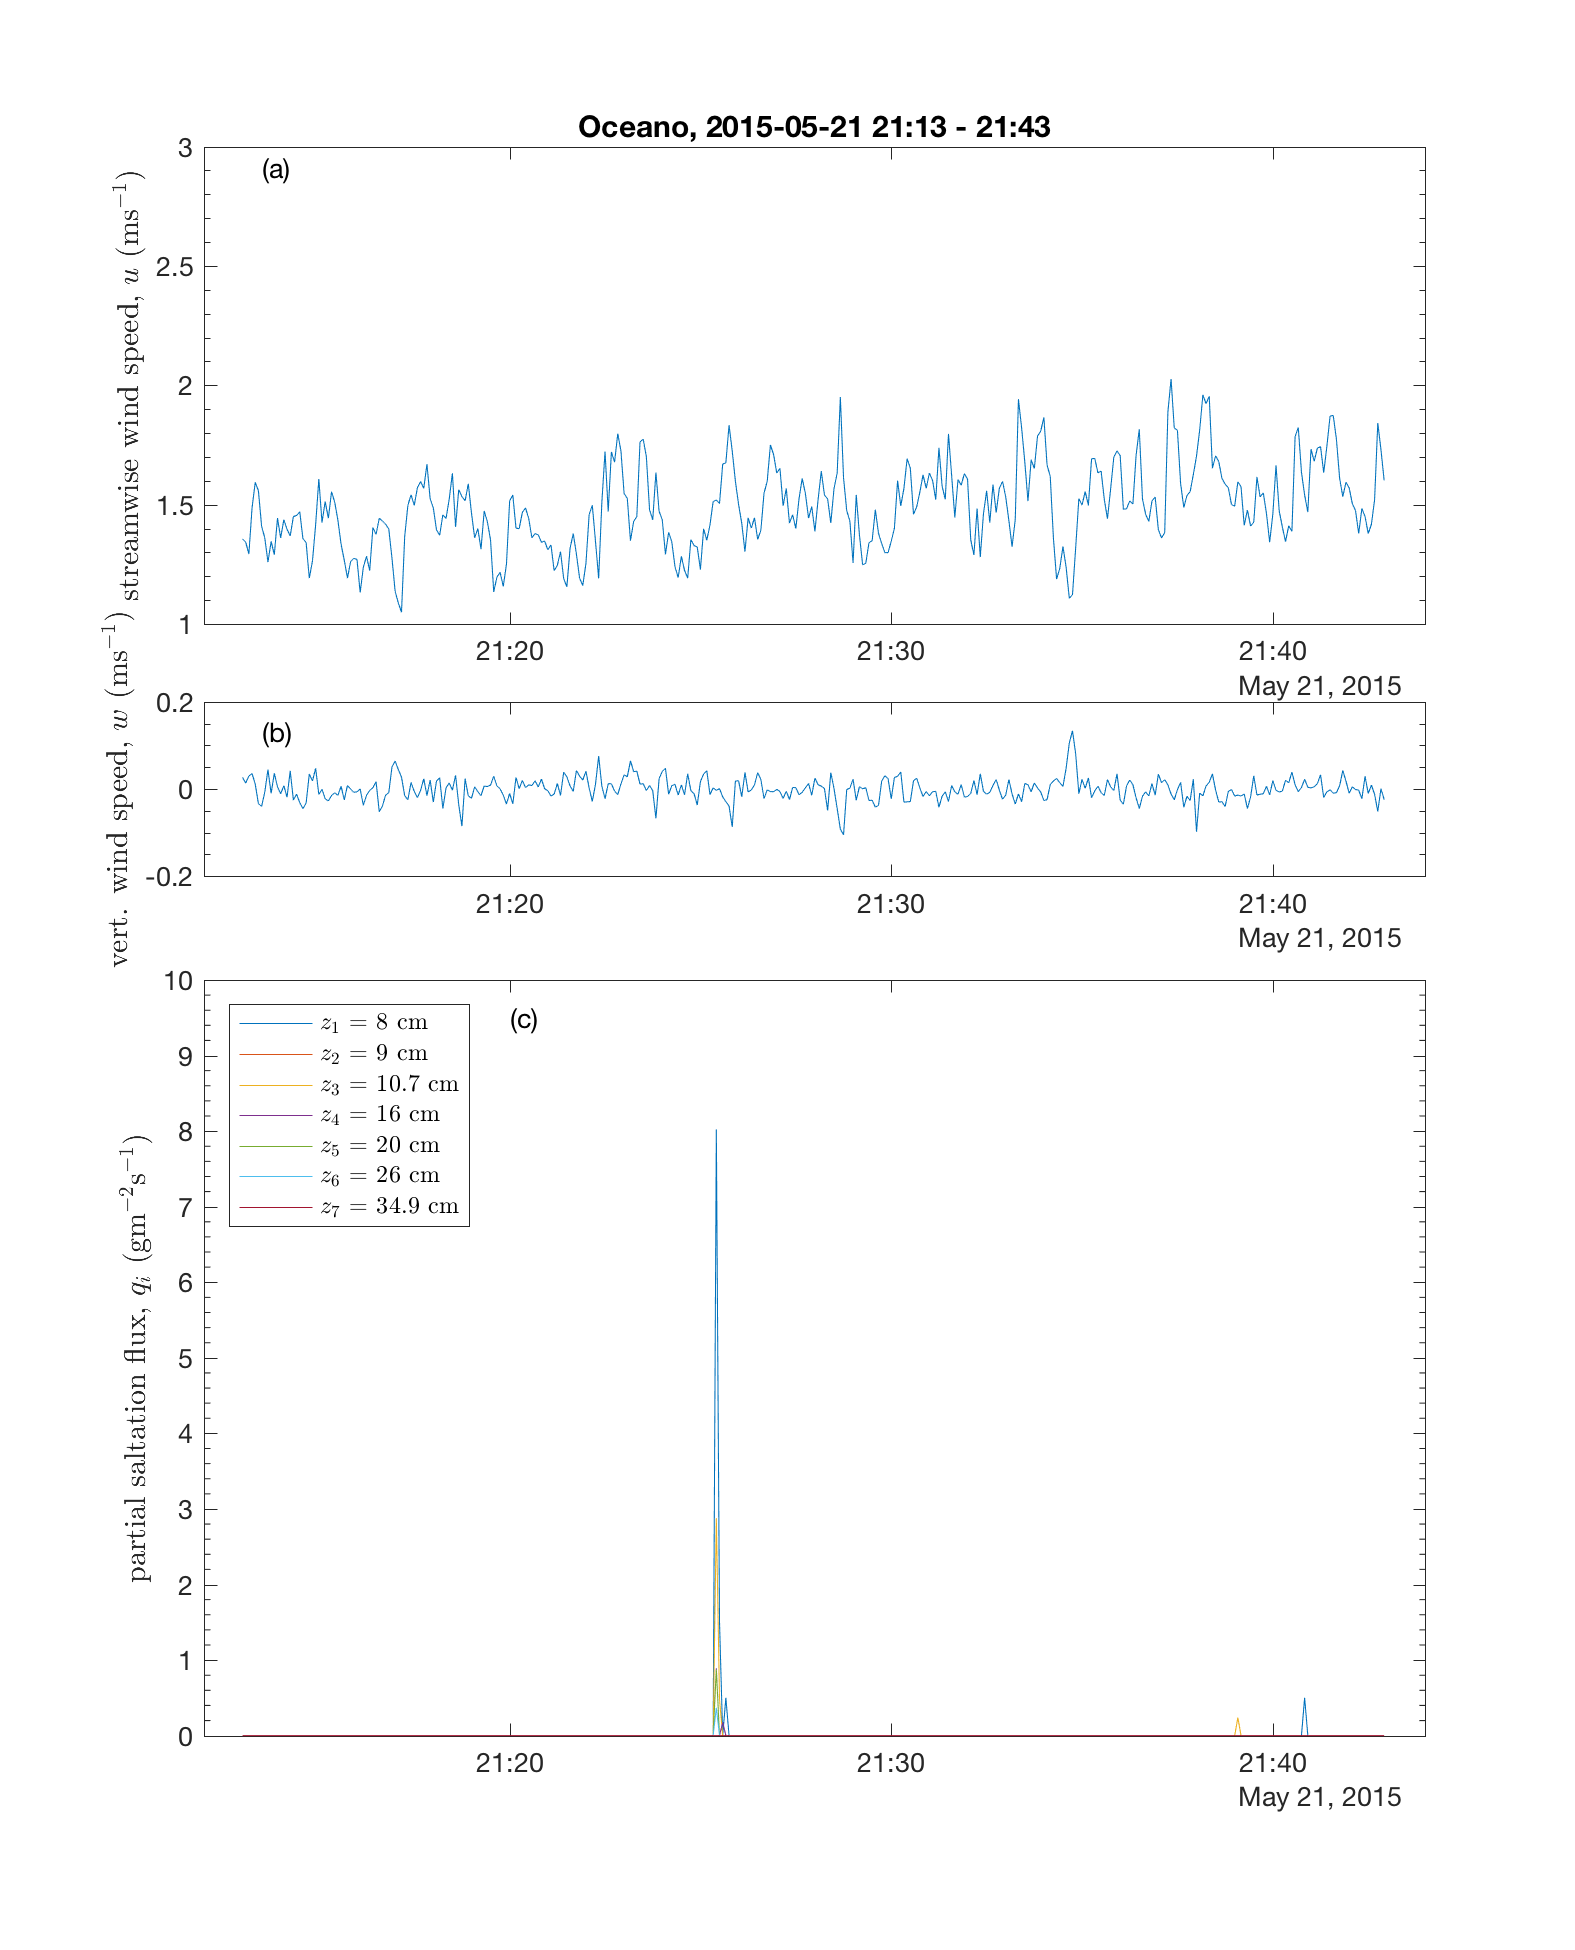 Oceano, 2015-05-21 21:13 - 21:43
(a)
streamwise wind speed, u (ms⁻¹)
3
2.5
2
1.5
1
21:20 21:30 21:40
May 21, 2015
(b)
vert. wind speed, w (ms⁻¹)
0.2
0
-0.2
21:20 21:30 21:40
May 21, 2015
(c)
partial saltation flux, qᵢ (gm⁻²s⁻¹)
10
9
8
7
6
5
4
3
2
1
0
z₁ = 8 cm
z₂ = 9 cm
z₃ = 10.7 cm
z₄ = 16 cm
z₅ = 20 cm
z₆ = 26 cm
z₇ = 34.9 cm
21:20 21:30 21:40
May 21, 2015